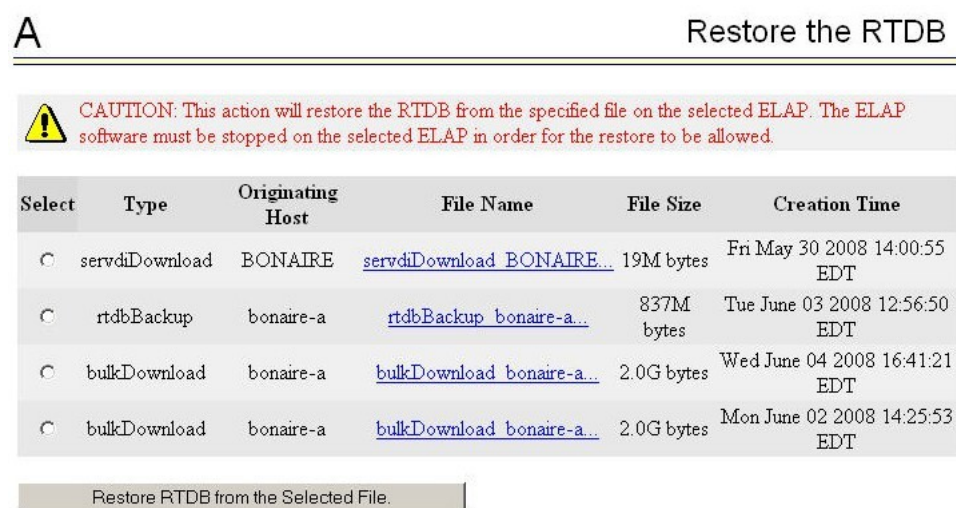 A
Restore the RTDB
CAUTION: This action will restore the RTDB from the specified file on the selected ELAP. The ELAP
software must be stopped on the selected ELAP in order for the restore to be allowed.
Select Type Originating Host File Name File Size Creation Time
servdiDownload BONAIRE servdiDownload_BONAIRE... 19M bytes Fri May 30 2008 14:00:55 EDT
rtdbBackup bonaire-a rtdbBackup_bonaire-a... 837M bytes Tue June 03 2008 12:56:50 EDT
bulkDownload bonaire-a bulkDownload_bonaire-a... 2.0G bytes Wed June 04 2008 16:41:21 EDT
bulkDownload bonaire-a bulkDownload_bonaire-a... 2.0G bytes Mon June 02 2008 14:25:53 EDT
Restore RTDB from the Selected File.